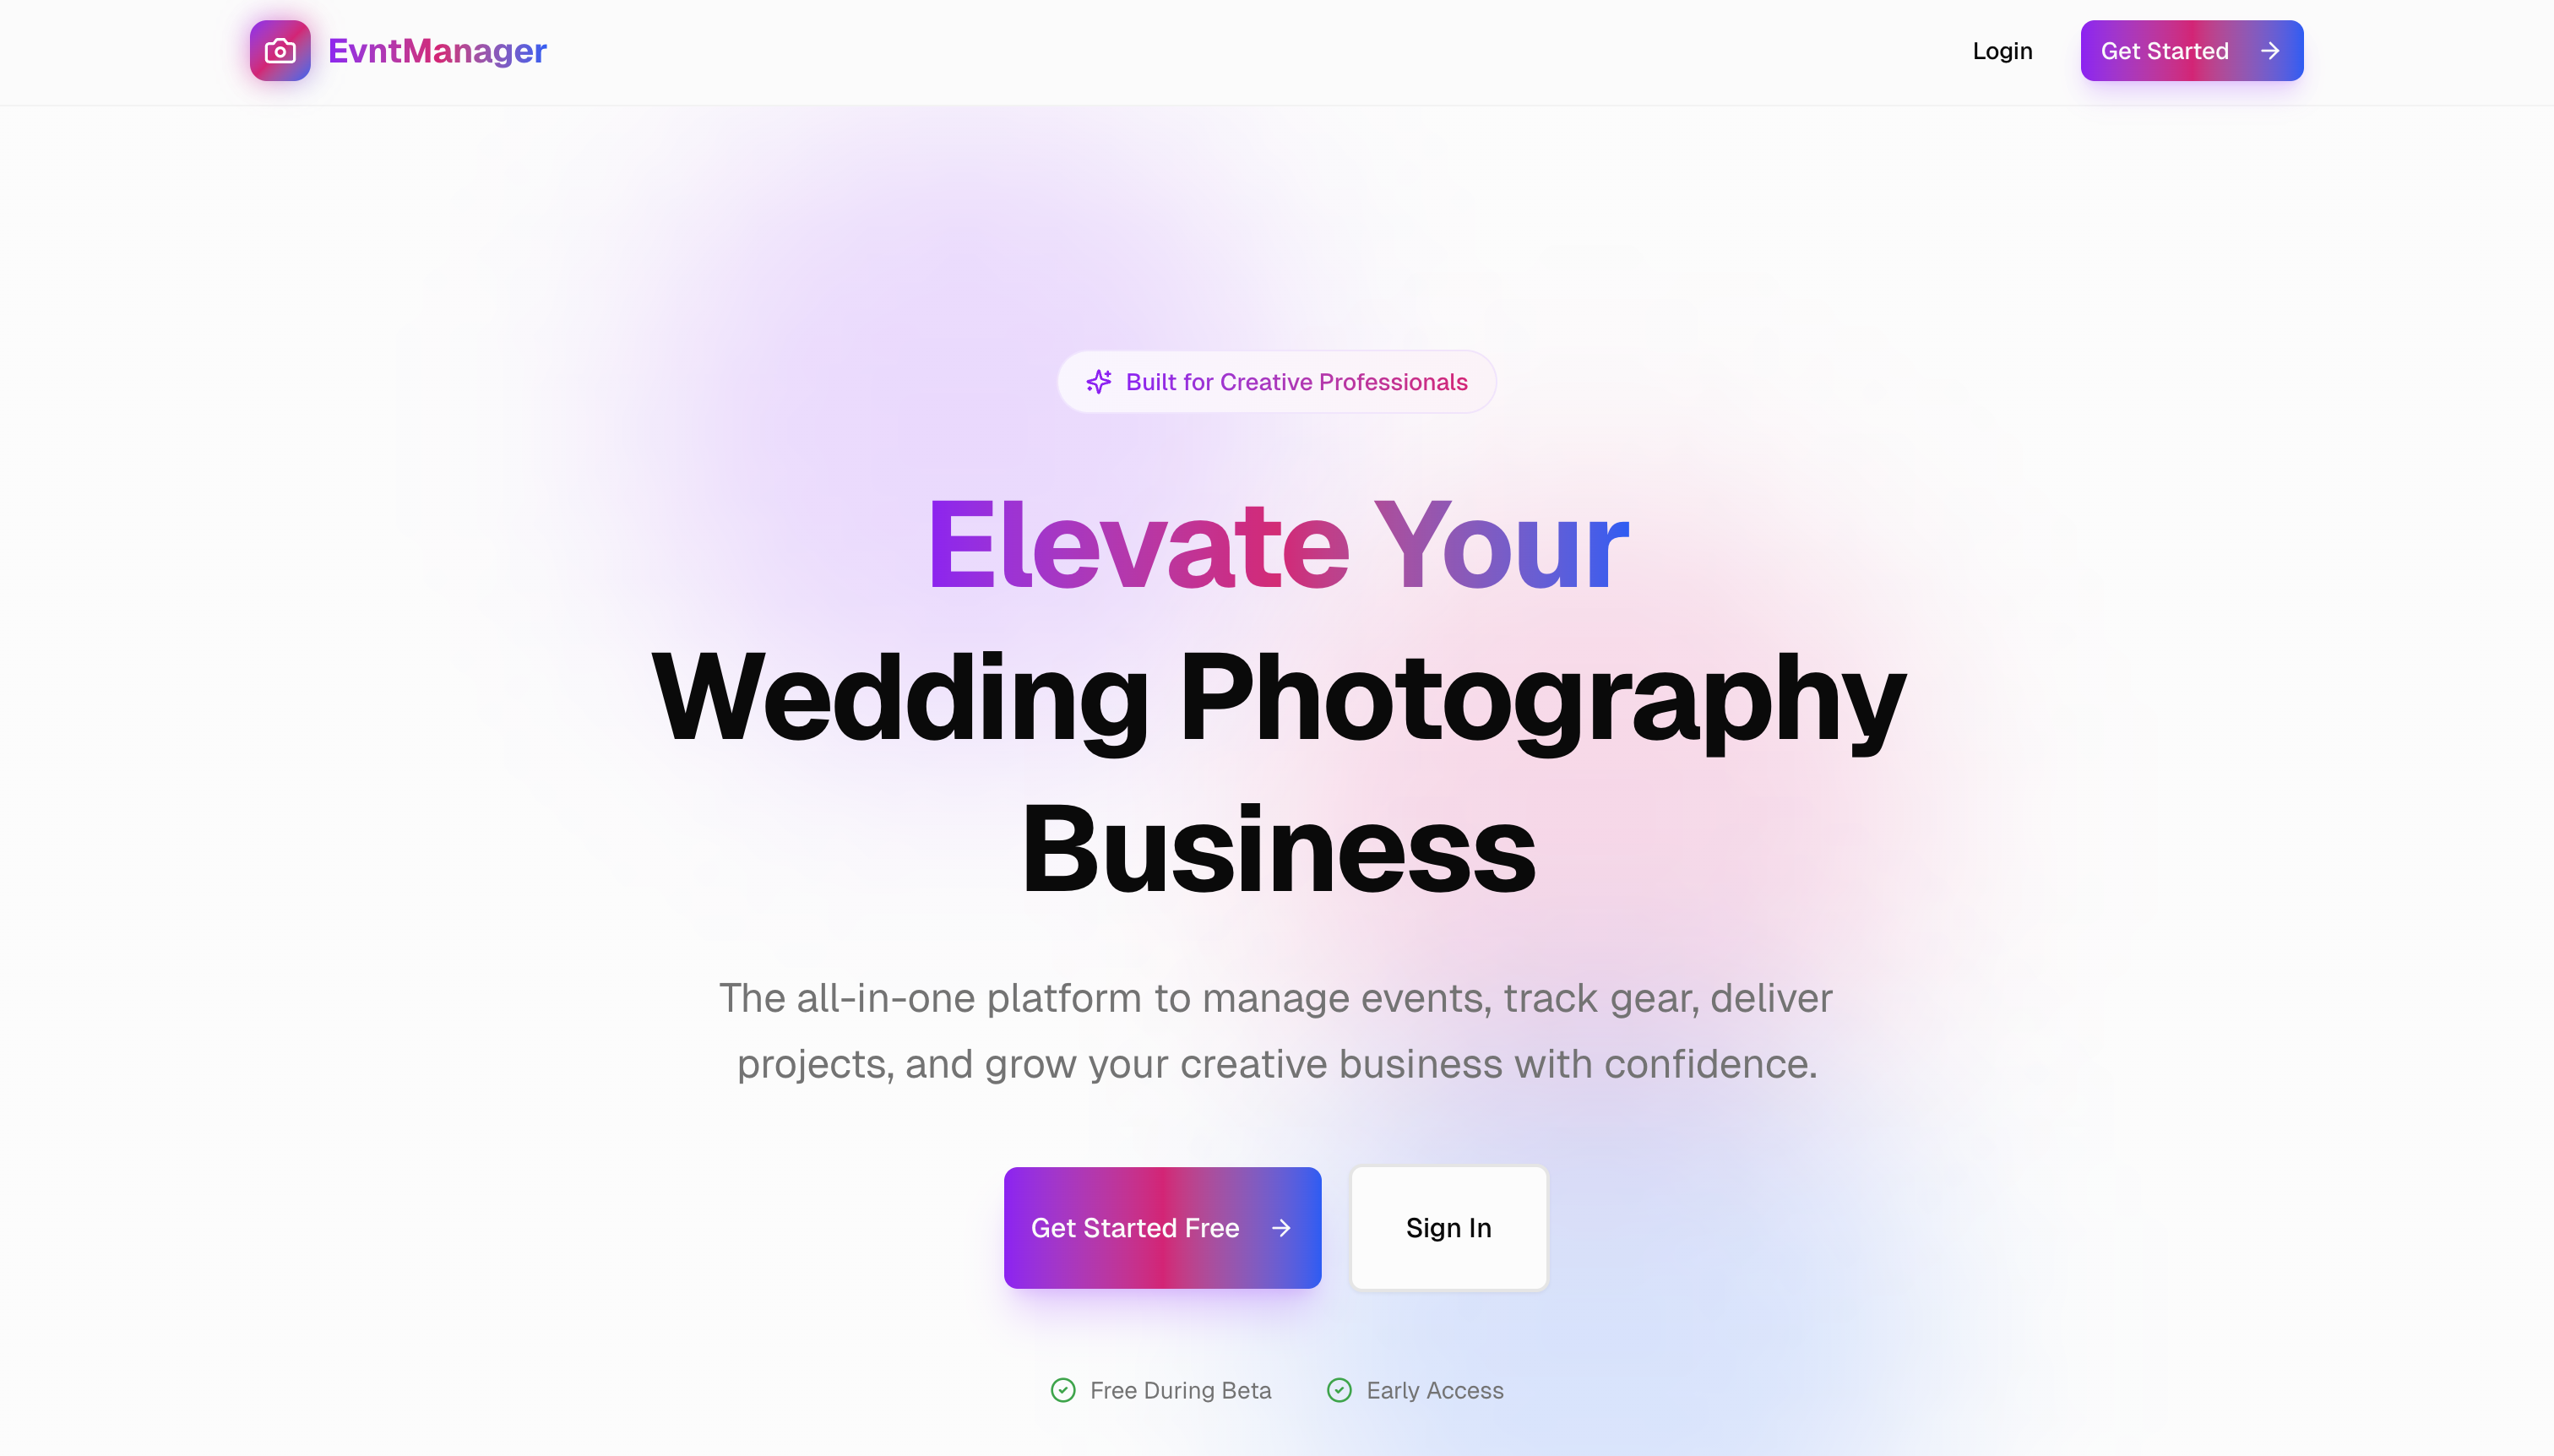 EvntManager
Login
Get Started
Built for Creative Professionals
Elevate Your
Wedding Photography
Business
The all-in-one platform to manage events, track gear, deliver
projects, and grow your creative business with confidence.
Get Started Free
Sign In
Free During Beta
Early Access